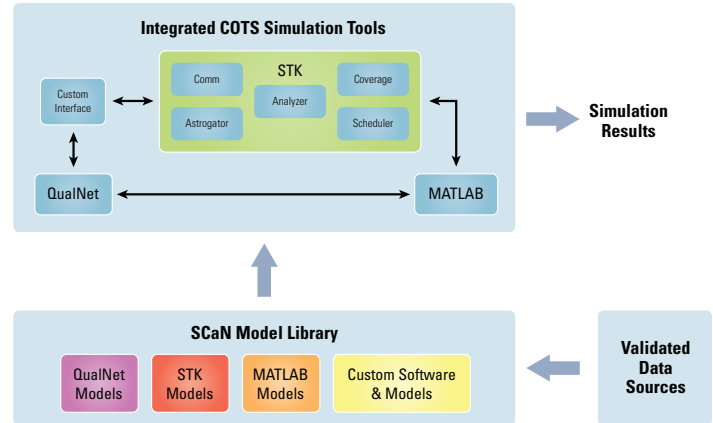 Integrated COTS Simulation Tools
STK
Comm
Coverage
Custom
Interface
Analyzer
Astrogator
Scheduler
Simulation
Results
QualNet
MATLAB
SCaN Model Library
QualNet
Models
STK
Models
MATLAB
Models
Custom Software
& Models
Validated
Data
Sources